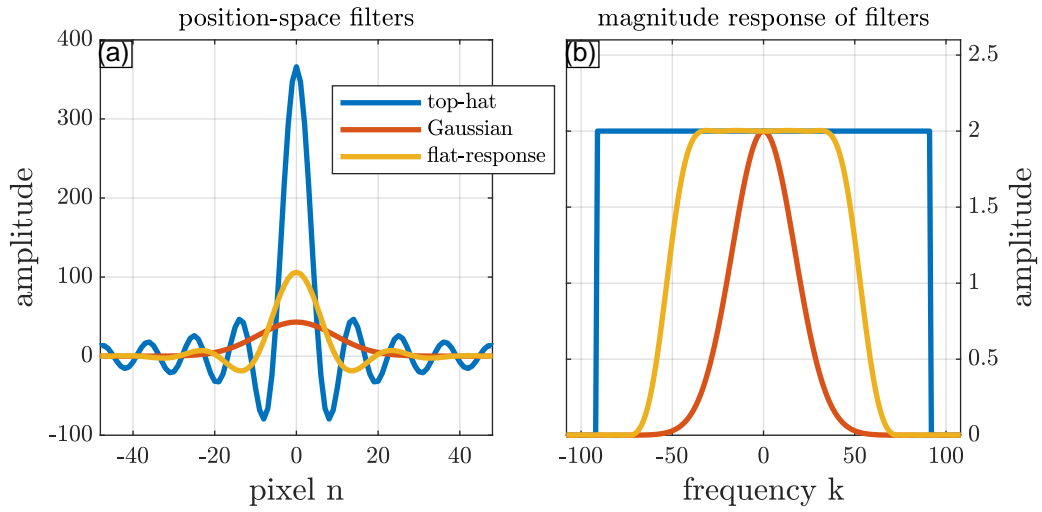 position-space filters
(a)
400
300
200
100
0
-100
-40
-20
0
20
40
amplitude
pixel n
top-hat
Gaussian
flat-response
magnitude response of filters
(b)
2.5
2
1.5
1
0.5
0
-100
-50
0
50
100
amplitude
frequency k